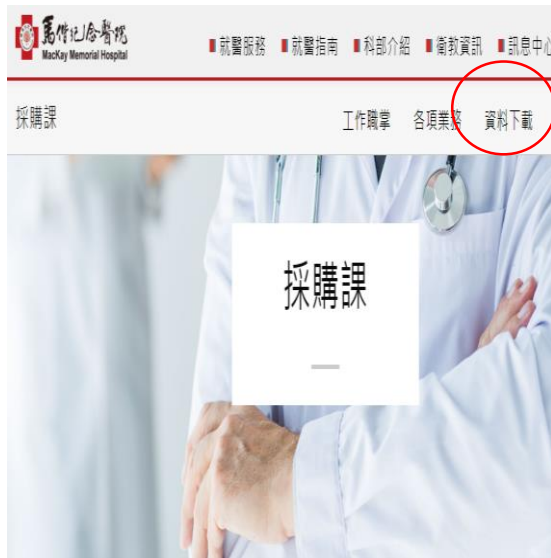 馬偕紀念醫院
MacKay Memorial Hospital
就醫服務 就醫指南 科部介紹 衛教資訊 訊息中心
採購課
工作職掌 各項業務 資料下載
採購課